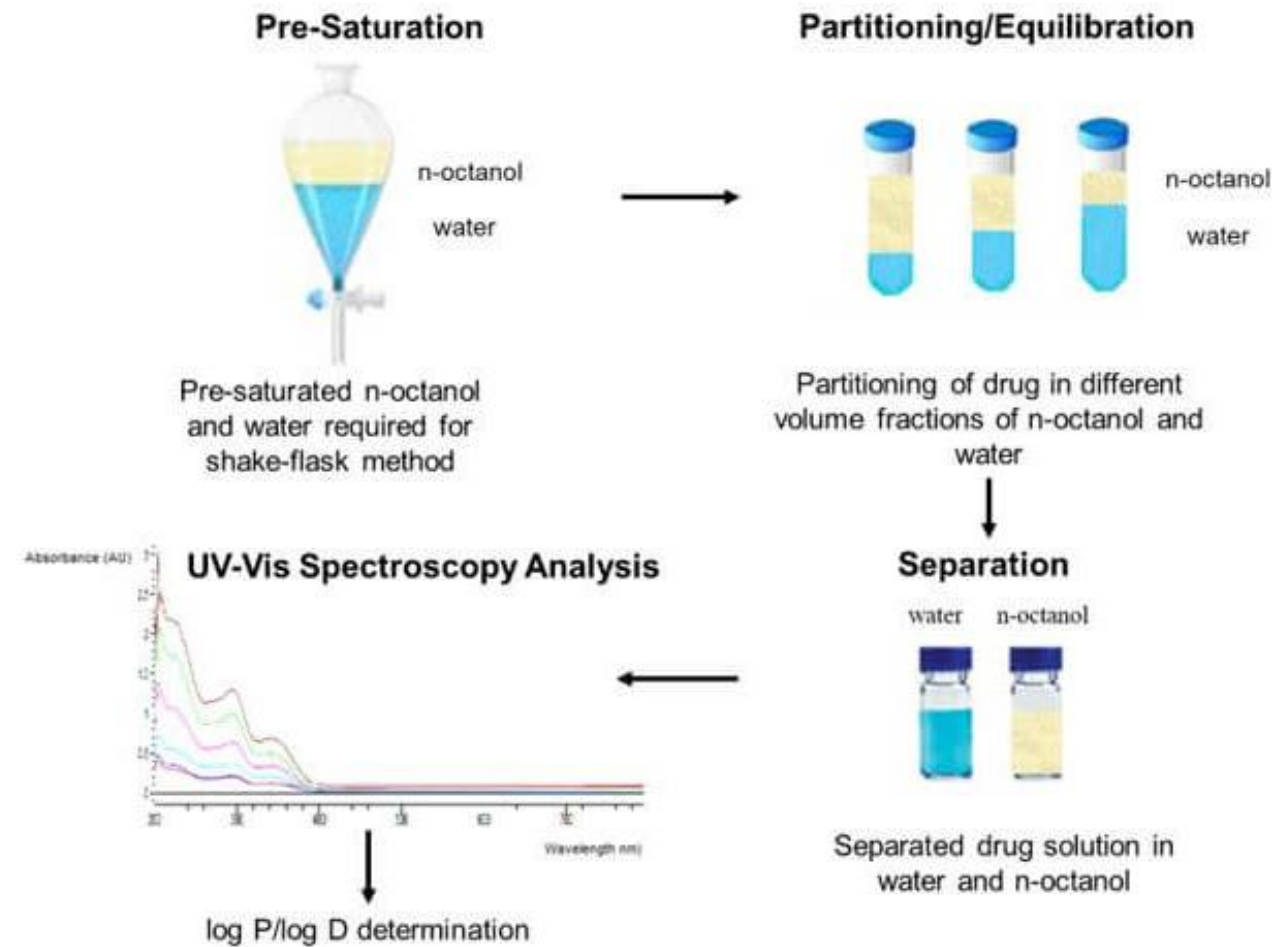 Pre-Saturation
n-octanol
water
Pre-saturated n-octanol
and water required for
shake-flask method
Partitioning/Equilibration
n-octanol
water
Partitioning of drug in different
volume fractions of n-octanol and
water
Separation
water n-octanol
Separated drug solution in
water and n-octanol
UV-Vis Spectroscopy Analysis
Absorbance (AU)
Wavelength nm)
log P/log D determination